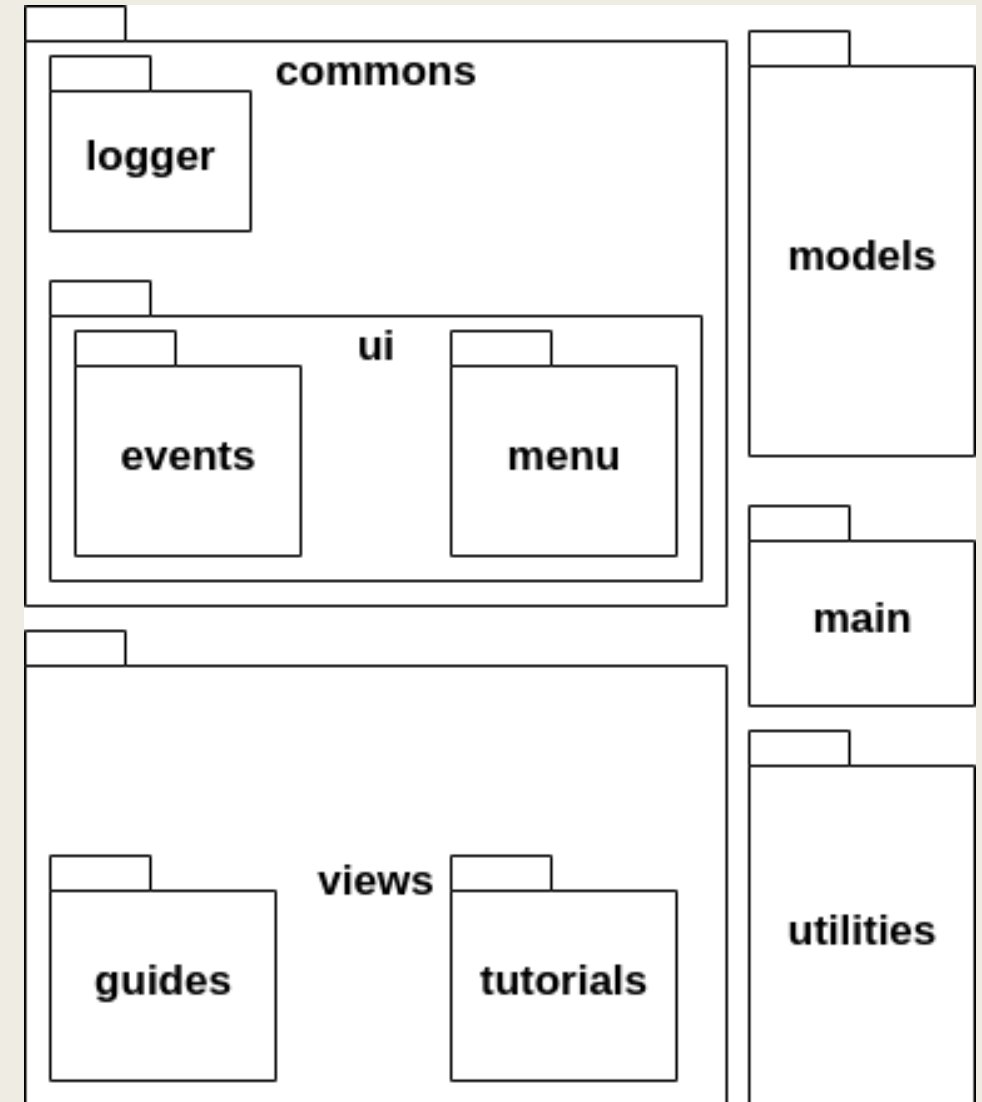 commons
logger
models
ui
events
menu
main
views
guides
tutorials
utilities